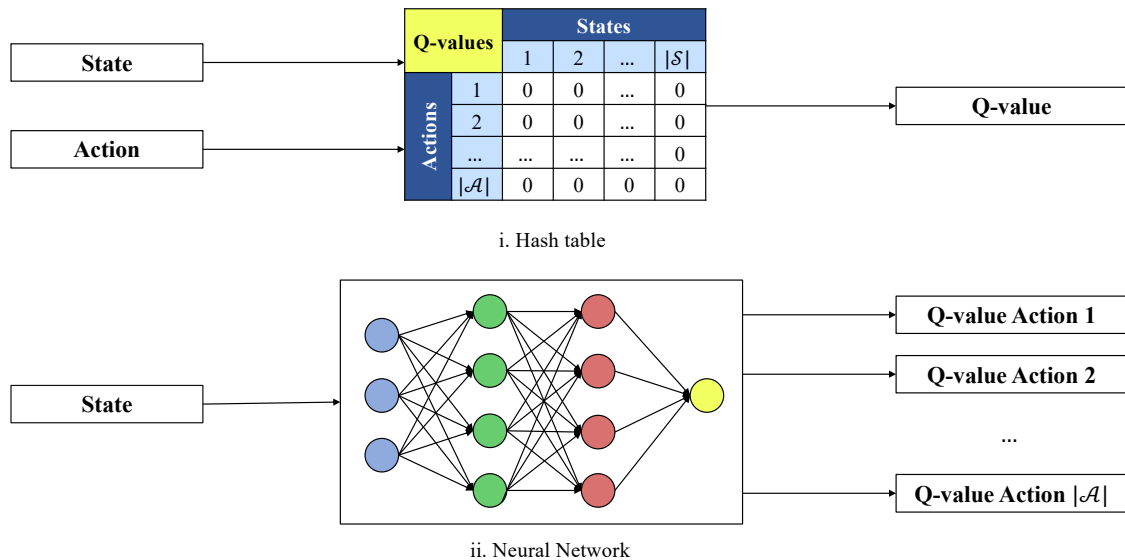 Q-values States
1 2 ... |𝒮|
State
Actions
1 0 0 ... 0
2 0 0 ... 0
... ... ... ... 0
|𝒜| 0 0 0 0
Action
Q-value
i. Hash table
State
Q-value Action 1
Q-value Action 2
...
Q-value Action |𝒜|
ii. Neural Network